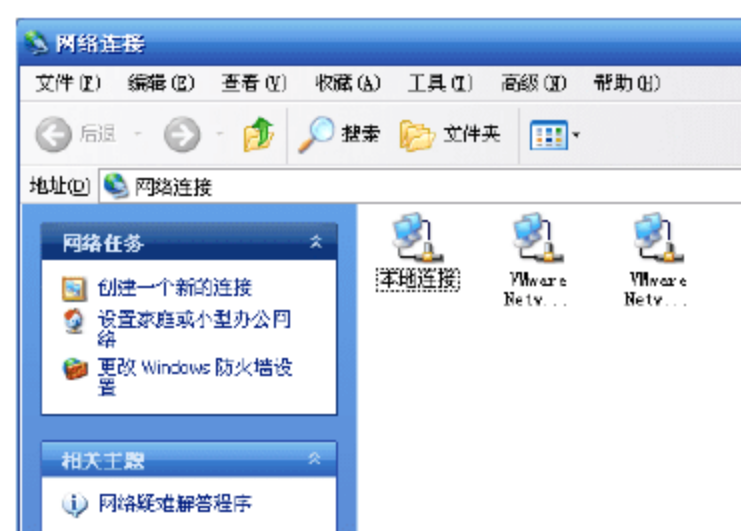 网络连接
文件(F) 编辑(E) 查看(V) 收藏(A) 工具(T) 高级(N) 帮助(H)
后退 搜索 文件夹
地址(D) 网络连接
网络任务
创建一个新的连接
设置家庭或小型办公网
络
更改 Windows 防火墙设
置
相关主题
网络疑难解答程序
本地连接
VMware
Netw...
VMware
Netw...